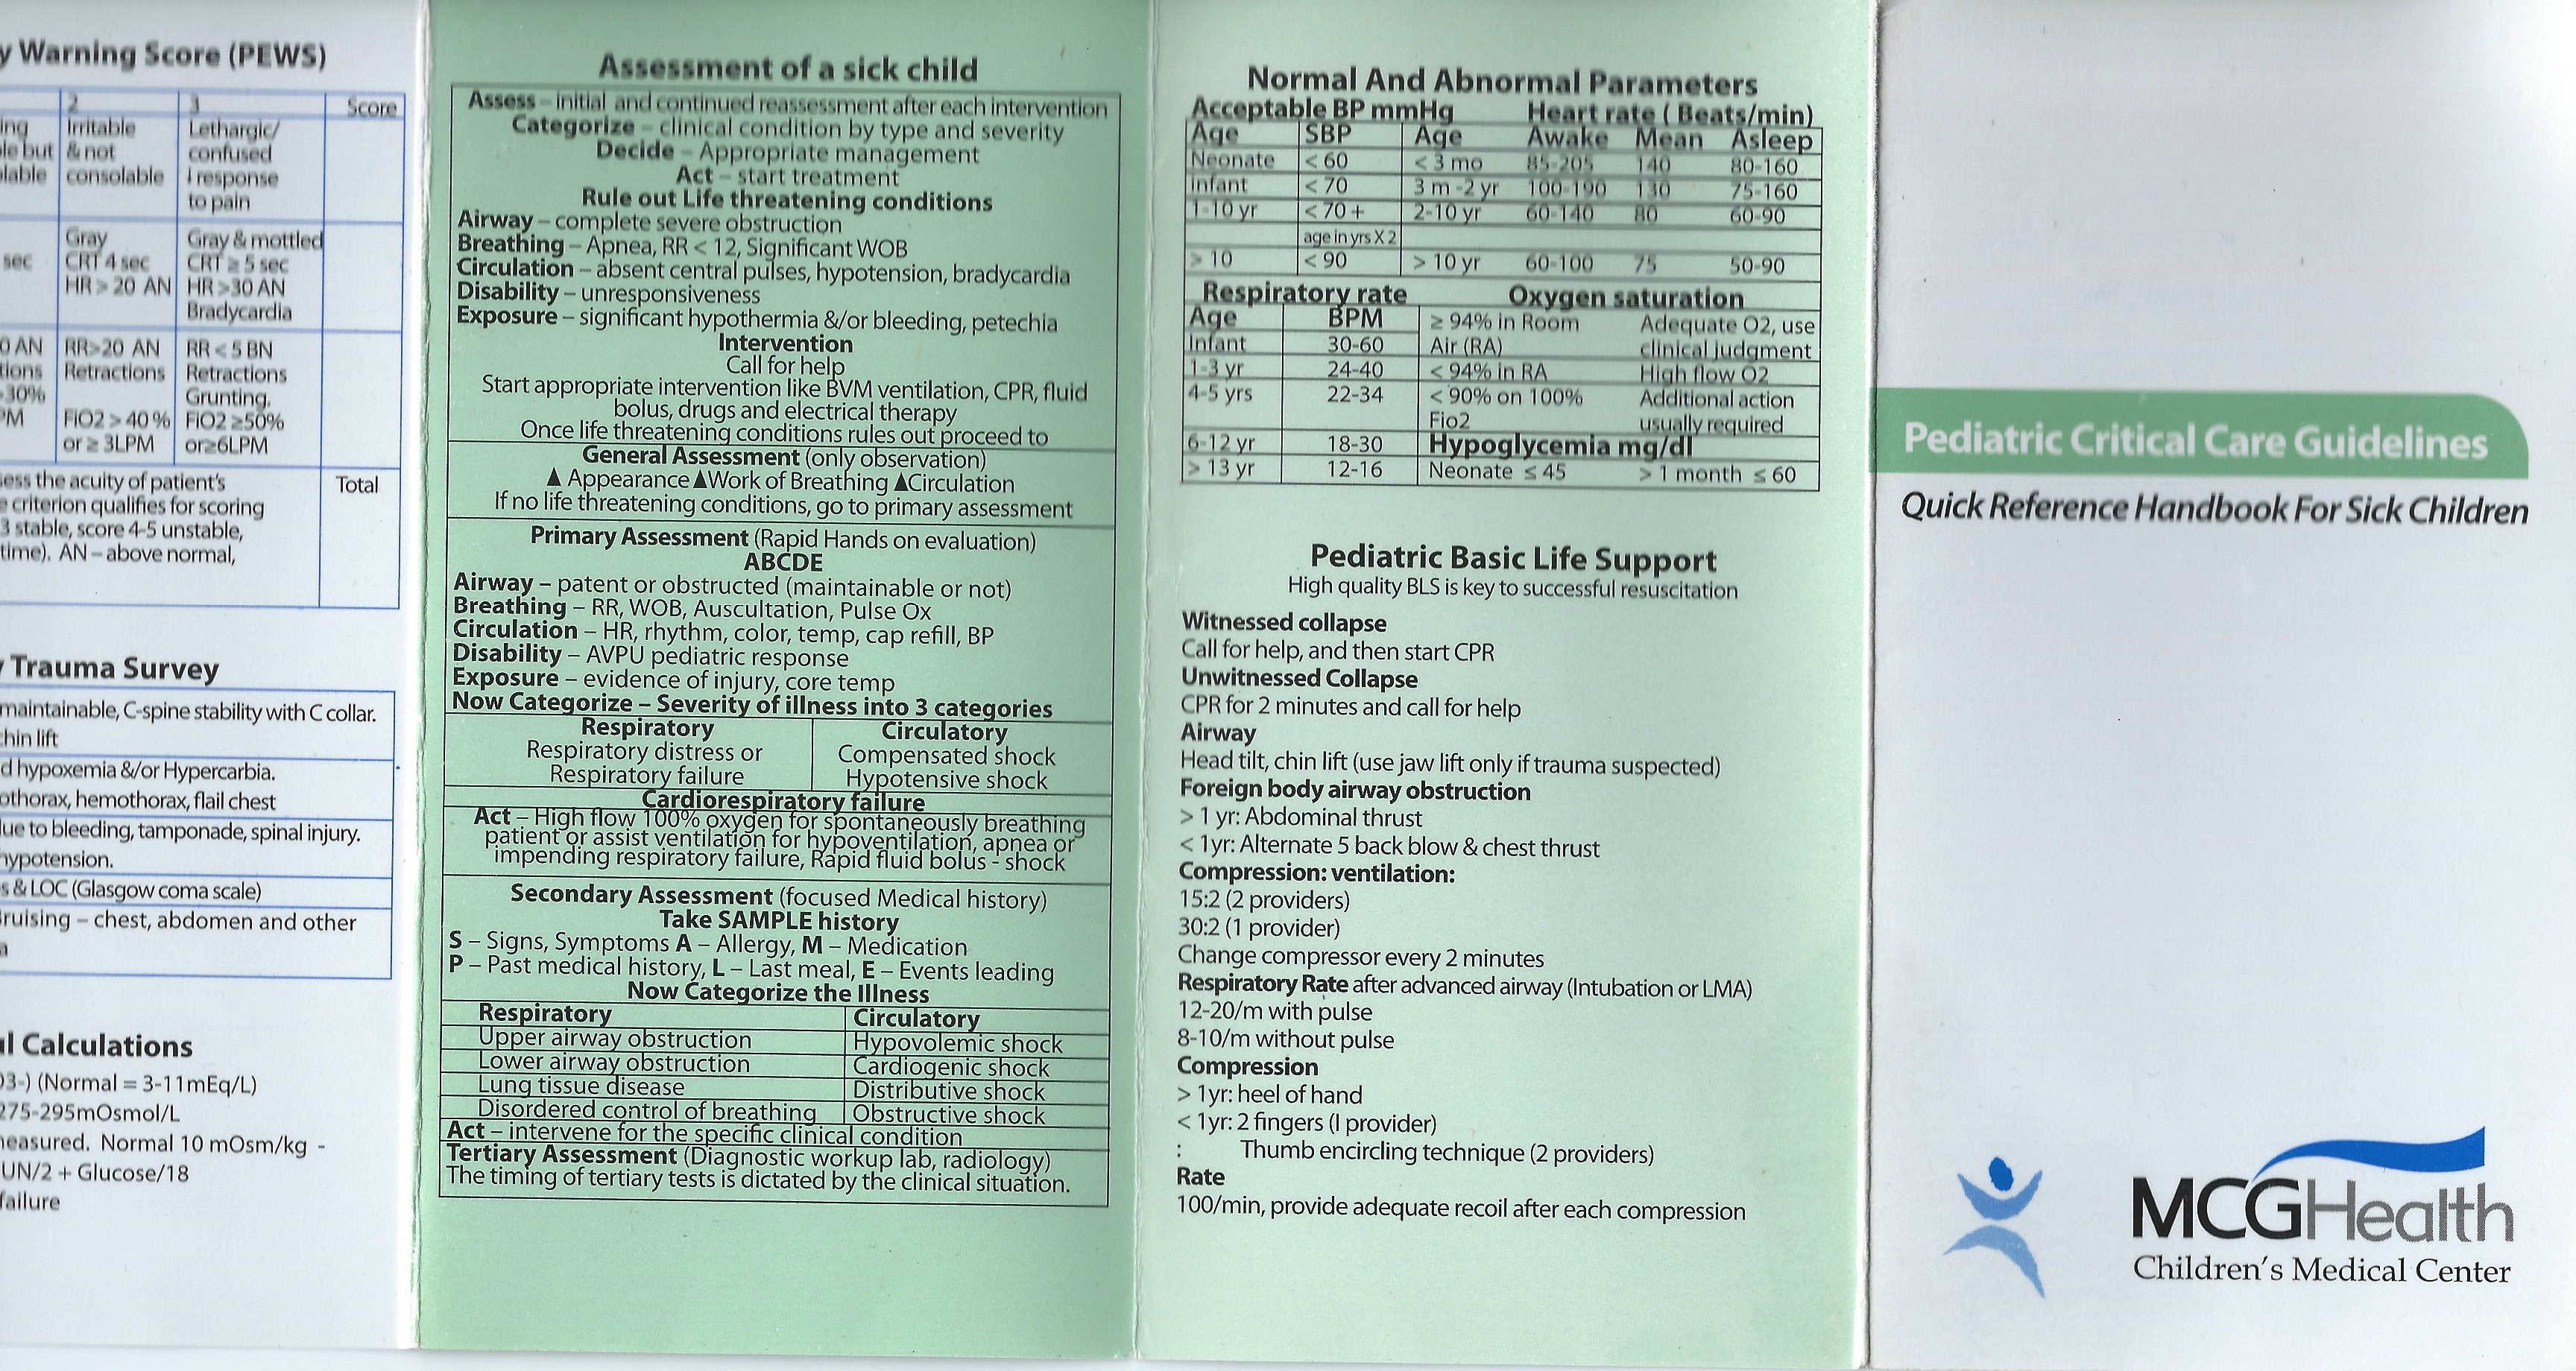 y Warning Score (PEWS)
2 3 Score
ing Irritable Lethargic/
le but & not confused
lable consolable response
to pain
Gray Gray & mottled
sec CRT 4 sec CRT ≥ 5 sec
HR > 20 AN HR >30 AN
Bradycardia
0 AN RR>20 AN RR < 5 BN
tions Retractions Retractions
30% Grunting.
PM FiO2 > 40 % FiO2 ≥50%
or ≥ 3LPM or≥6LPM
ess the acuity of patient's Total
e criterion qualifies for scoring
3 stable, score 4-5 unstable,
time). AN – above normal,
y Trauma Survey
maintainable, C-spine stability with C collar.
hin lift
d hypoxemia &/or Hypercarbia.
othorax, hemothorax, flail chest
ue to bleeding, tamponade, spinal injury.
hypotension.
s & LOC (Glasgow coma scale)
ruising – chest, abdomen and other
a
l Calculations
03-) (Normal = 3-11mEq/L)
275-295mOsmol/L
measured. Normal 10 mOsm/kg -
UN/2 + Glucose/18
failure
Assessment of a sick child
Assess – initial and continued reassessment after each intervention
Categorize – clinical condition by type and severity
Decide – Appropriate management
Act – start treatment
Rule out Life threatening conditions
Airway – complete severe obstruction
Breathing – Apnea, RR < 12, Significant WOB
Circulation – absent central pulses, hypotension, bradycardia
Disability – unresponsiveness
Exposure – significant hypothermia &/or bleeding, petechia
Intervention
Call for help
Start appropriate intervention like BVM ventilation, CPR, fluid
bolus, drugs and electrical therapy
Once life threatening conditions rules out proceed to
General Assessment (only observation)
▲ Appearance ▲Work of Breathing ▲Circulation
If no life threatening conditions, go to primary assessment
Primary Assessment (Rapid Hands on evaluation)
ABCDE
Airway – patent or obstructed (maintainable or not)
Breathing – RR, WOB, Auscultation, Pulse Ox
Circulation – HR, rhythm, color, temp, cap refill, BP
Disability – AVPU pediatric response
Exposure – evidence of injury, core temp
Now Categorize – Severity of illness into 3 categories
Respiratory Circulatory
Respiratory distress or Compensated shock
Respiratory failure Hypotensive shock
Cardiorespiratory failure
Act – High flow 100% oxygen for spontaneously breathing
patient or assist ventilation for hypoventilation, apnea or
impending respiratory failure, Rapid fluid bolus - shock
Secondary Assessment (focused Medical history)
Take SAMPLE history
S – Signs, Symptoms A – Allergy, M – Medication
P – Past medical history, L – Last meal, E – Events leading
Now Categorize the Illness
Respiratory Circulatory
Upper airway obstruction Hypovolemic shock
Lower airway obstruction Cardiogenic shock
Lung tissue disease Distributive shock
Disordered control of breathing Obstructive shock
Act – intervene for the specific clinical condition
Tertiary Assessment (Diagnostic workup lab, radiology)
The timing of tertiary tests is dictated by the clinical situation.
Normal And Abnormal Parameters
Acceptable BP mmHg Heart rate ( Beats/min)
Age SBP Age Awake Mean Asleep
Neonate < 60 < 3 mo 85-205 140 80-160
Infant < 70 3 m -2 yr 100-190 130 75-160
1-10 yr < 70 + 2-10 yr 60-140 80 60-90
age in yrs X 2
> 10 < 90 > 10 yr 60-100 75 50-90
Respiratory rate Oxygen saturation
Age BPM ≥ 94% in Room Adequate O2, use
Infant 30-60 Air (RA) clinical judgment
1-3 yr 24-40 < 94% in RA High flow O2
4-5 yrs 22-34 < 90% on 100% Additional action
Fio2 usually required
6-12 yr 18-30 Hypoglycemia mg/dl
> 13 yr 12-16 Neonate ≤ 45 > 1 month ≤ 60
Pediatric Basic Life Support
High quality BLS is key to successful resuscitation
Witnessed collapse
Call for help, and then start CPR
Unwitnessed Collapse
CPR for 2 minutes and call for help
Airway
Head tilt, chin lift (use jaw lift only if trauma suspected)
Foreign body airway obstruction
> 1 yr: Abdominal thrust
< 1yr: Alternate 5 back blow & chest thrust
Compression: ventilation:
15:2 (2 providers)
30:2 (1 provider)
Change compressor every 2 minutes
Respiratory Rate after advanced airway (Intubation or LMA)
12-20/m with pulse
8-10/m without pulse
Compression
> 1yr: heel of hand
< 1yr: 2 fingers (I provider)
: Thumb encircling technique (2 providers)
Rate
100/min, provide adequate recoil after each compression
Pediatric Critical Care Guidelines
Quick Reference Handbook For Sick Children
MCGHealth
Children's Medical Center